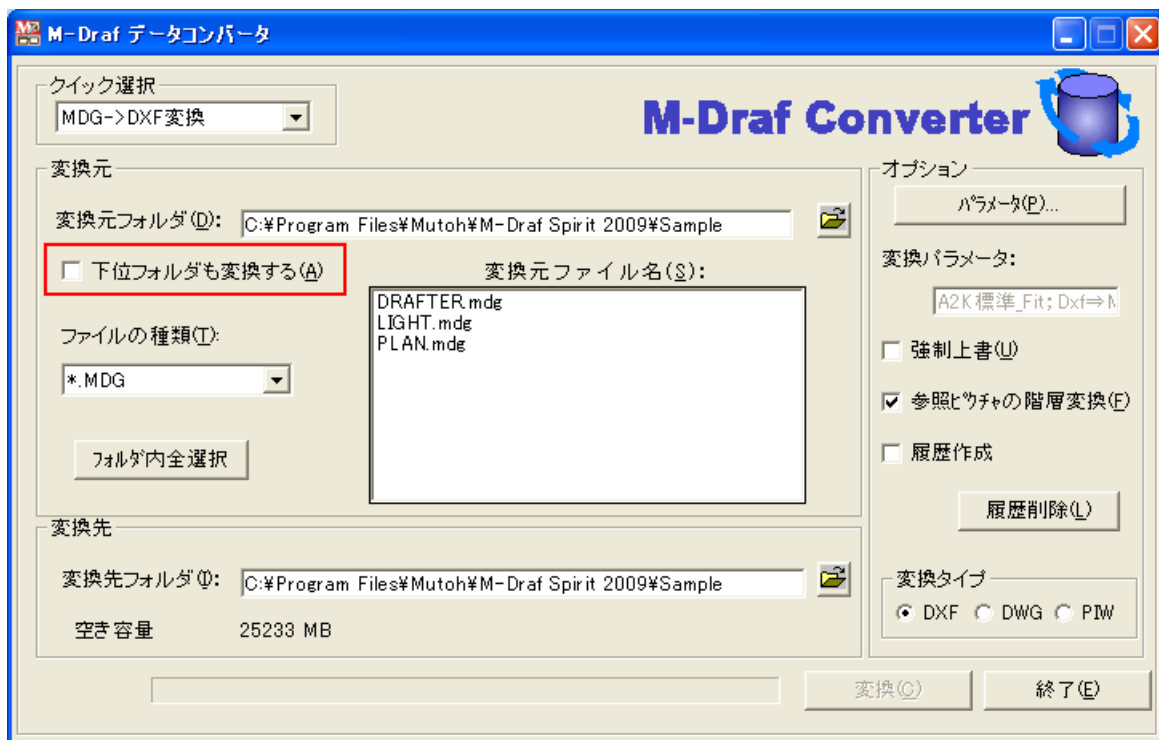 M-Draf データコンバータ
クイック選択
MDG->DXF変換
M-Draf Converter
変換元
変換元フォルダ(D):
C:¥Program Files¥Mutoh¥M-Draf Spirit 2009¥Sample
下位フォルダも変換する(A)
変換元ファイル名(S):
DRAFTER.mdg
LIGHT.mdg
PLAN.mdg
ファイルの種類(T):
*.MDG
フォルダ内全選択
変換先
変換先フォルダ(I):
C:¥Program Files¥Mutoh¥M-Draf Spirit 2009¥Sample
空き容量 25233 MB
オプション
パラメータ(P)...
変換パラメータ:
A2K標準_Fit; Dxf⇒M
強制上書(U)
参照ピクチャの階層変換(F)
履歴作成
履歴削除(L)
変換タイプ
DXF DWG PIW
変換(C)
終了(E)